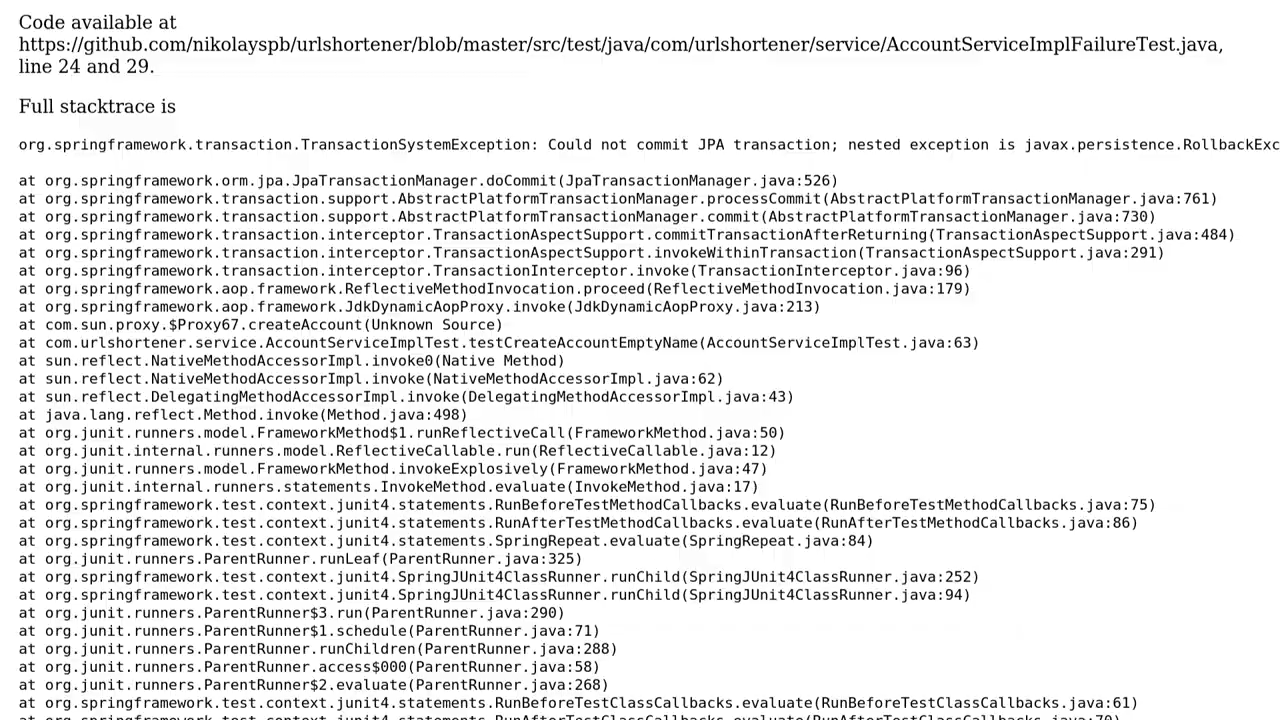 Code available at
https://github.com/nikolayspb/urlshortener/blob/master/src/test/java/com/urlshortener/service/AccountServiceImplFailureTest.java,
line 24 and 29.
Full stacktrace is
org.springframework.transaction.TransactionSystemException: Could not commit JPA transaction; nested exception is javax.persistence.RollbackExc
at org.springframework.orm.jpa.JpaTransactionManager.doCommit(JpaTransactionManager.java:526)
at org.springframework.transaction.support.AbstractPlatformTransactionManager.processCommit(AbstractPlatformTransactionManager.java:761)
at org.springframework.transaction.support.AbstractPlatformTransactionManager.commit(AbstractPlatformTransactionManager.java:730)
at org.springframework.transaction.interceptor.TransactionAspectSupport.commitTransactionAfterReturning(TransactionAspectSupport.java:484)
at org.springframework.transaction.interceptor.TransactionAspectSupport.invokeWithinTransaction(TransactionAspectSupport.java:291)
at org.springframework.transaction.interceptor.TransactionInterceptor.invoke(TransactionInterceptor.java:96)
at org.springframework.aop.framework.ReflectiveMethodInvocation.proceed(ReflectiveMethodInvocation.java:179)
at org.springframework.aop.framework.JdkDynamicAopProxy.invoke(JdkDynamicAopProxy.java:213)
at com.sun.proxy.$Proxy67.createAccount(Unknown Source)
at com.urlshortener.service.AccountServiceImplTest.testCreateAccountEmptyName(AccountServiceImplTest.java:63)
at sun.reflect.NativeMethodAccessorImpl.invoke0(Native Method)
at sun.reflect.NativeMethodAccessorImpl.invoke(NativeMethodAccessorImpl.java:62)
at sun.reflect.DelegatingMethodAccessorImpl.invoke(DelegatingMethodAccessorImpl.java:43)
at java.lang.reflect.Method.invoke(Method.java:498)
at org.junit.runners.model.FrameworkMethod$1.runReflectiveCall(FrameworkMethod.java:50)
at org.junit.internal.runners.model.ReflectiveCallable.run(ReflectiveCallable.java:12)
at org.junit.runners.model.FrameworkMethod.invokeExplosively(FrameworkMethod.java:47)
at org.junit.internal.runners.statements.InvokeMethod.evaluate(InvokeMethod.java:17)
at org.springframework.test.context.junit4.statements.RunBeforeTestMethodCallbacks.evaluate(RunBeforeTestMethodCallbacks.java:75)
at org.springframework.test.context.junit4.statements.RunAfterTestMethodCallbacks.evaluate(RunAfterTestMethodCallbacks.java:86)
at org.springframework.test.context.junit4.statements.SpringRepeat.evaluate(SpringRepeat.java:84)
at org.junit.runners.ParentRunner.runLeaf(ParentRunner.java:325)
at org.springframework.test.context.junit4.SpringJUnit4ClassRunner.runChild(SpringJUnit4ClassRunner.java:252)
at org.springframework.test.context.junit4.SpringJUnit4ClassRunner.runChild(SpringJUnit4ClassRunner.java:94)
at org.junit.runners.ParentRunner$3.run(ParentRunner.java:290)
at org.junit.runners.ParentRunner$1.schedule(ParentRunner.java:71)
at org.junit.runners.ParentRunner.runChildren(ParentRunner.java:288)
at org.junit.runners.ParentRunner.access$000(ParentRunner.java:58)
at org.junit.runners.ParentRunner$2.evaluate(ParentRunner.java:268)
at org.springframework.test.context.junit4.statements.RunBeforeTestClassCallbacks.evaluate(RunBeforeTestClassCallbacks.java:61)
at org.springframework.test.context.junit4.statements.RunAfterTestClassCallbacks.evaluate(RunAfterTestClassCallbacks.java:70)